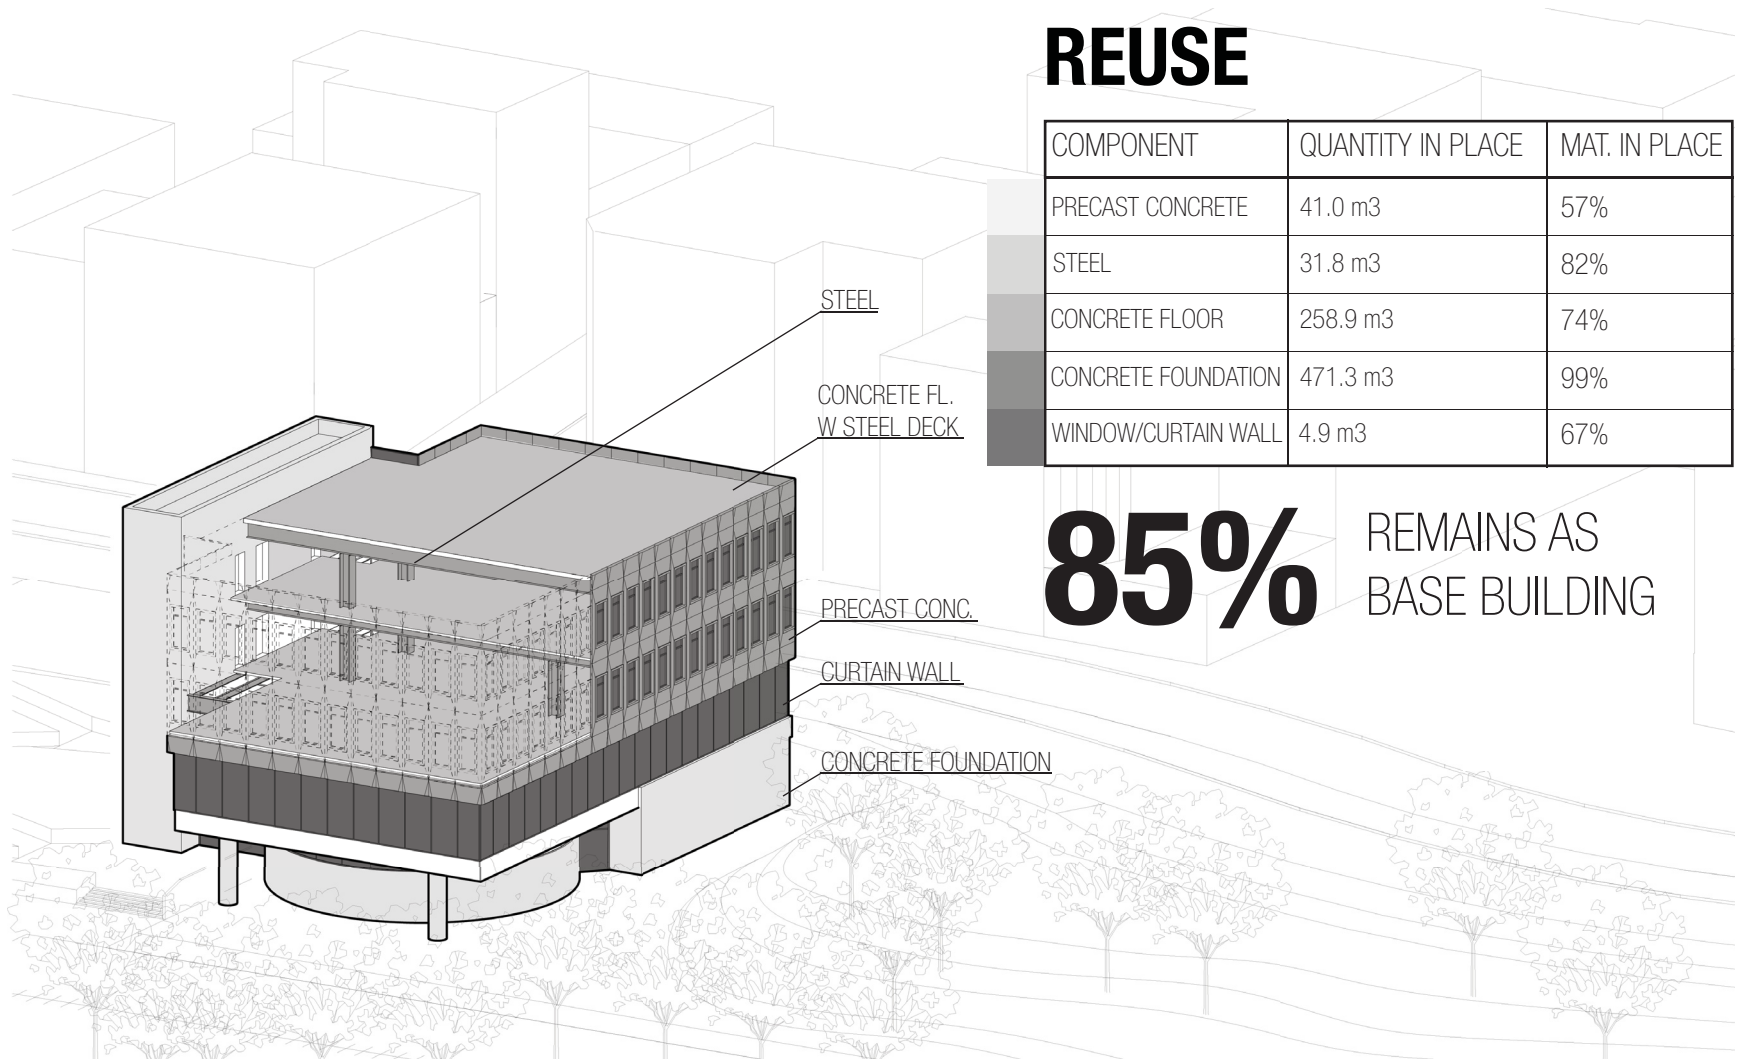 REUSE
COMPONENT QUANTITY IN PLACE MAT. IN PLACE
PRECAST CONCRETE 41.0 m3 57%
STEEL 31.8 m3 82%
CONCRETE FLOOR 258.9 m3 74%
CONCRETE FOUNDATION 471.3 m3 99%
WINDOW/CURTAIN WALL 4.9 m3 67%
85% REMAINS AS
BASE BUILDING
STEEL
CONCRETE FL.
W STEEL DECK
PRECAST CONC.
CURTAIN WALL
CONCRETE FOUNDATION